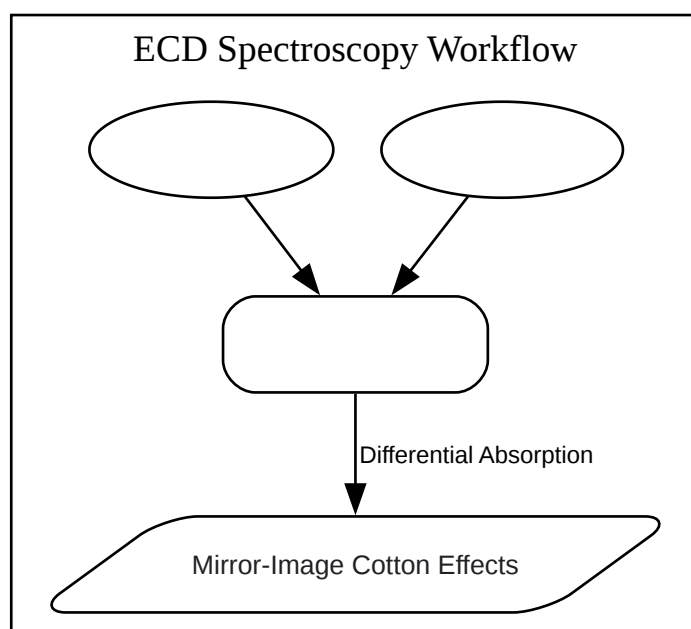 ECD Spectroscopy Workflow
Differential Absorption
Mirror-Image Cotton Effects